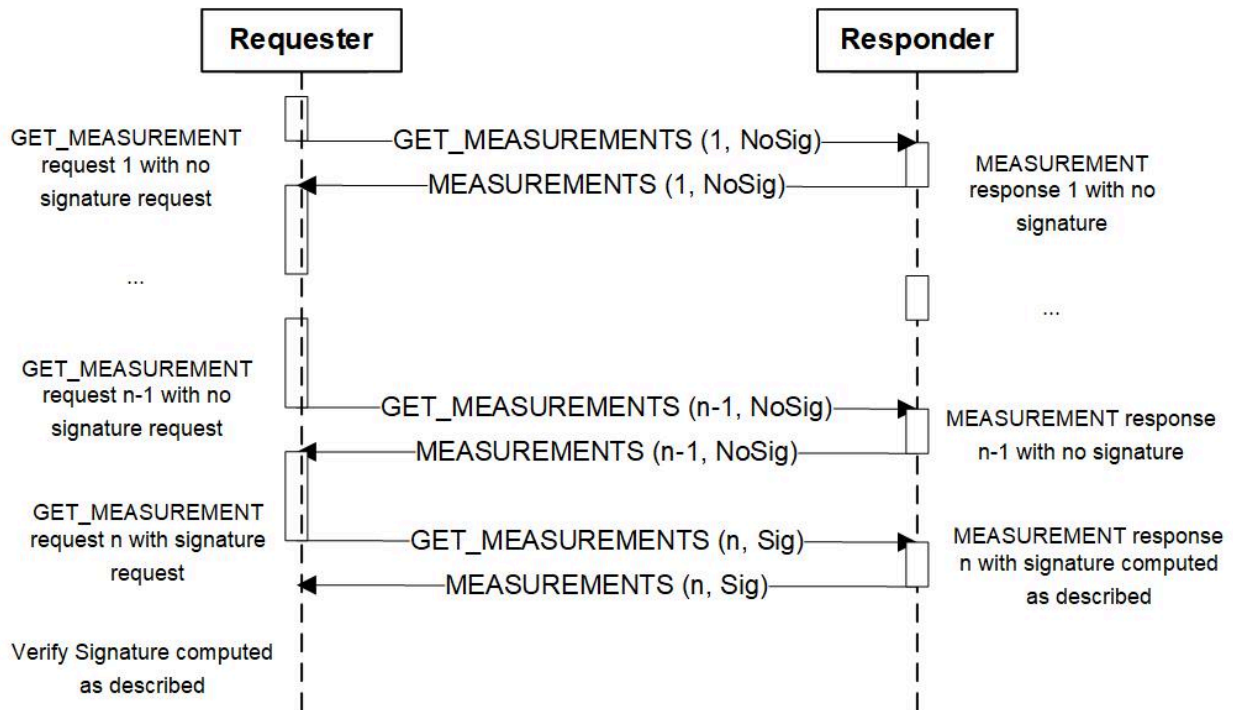 Requester
Responder
GET_MEASUREMENT
request 1 with no
signature request
GET_MEASUREMENTS (1, NoSig)
MEASUREMENTS (1, NoSig)
MEASUREMENT
response 1 with no
signature
...
...
GET_MEASUREMENT
request n-1 with no
signature request
GET_MEASUREMENTS (n-1, NoSig)
MEASUREMENTS (n-1, NoSig)
MEASUREMENT response
n-1 with no signature
GET_MEASUREMENT
request n with signature
request
GET_MEASUREMENTS (n, Sig)
MEASUREMENTS (n, Sig)
MEASUREMENT response
n with signature computed
as described
Verify Signature computed
as described